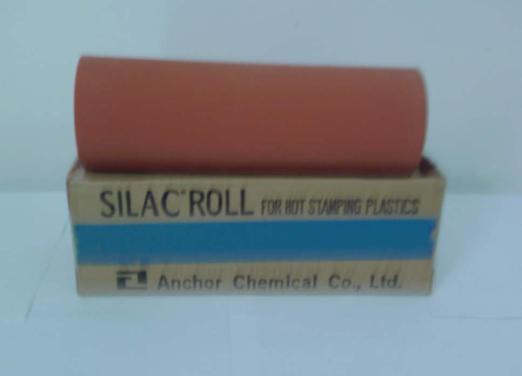 SILAC ROLL FOR HOT STAMPING PLASTICS
Anchor Chemical Co., Ltd.